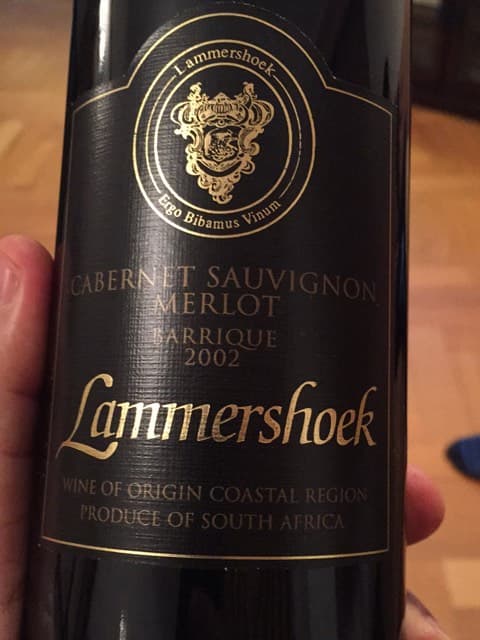 Lammershoek
Ergo Bibamus Vinum
CABERNET SAUVIGNON
MERLOT
BARRIQUE
2002
Lammershoek
WINE OF ORIGIN COASTAL REGION
PRODUCE OF SOUTH AFRICA